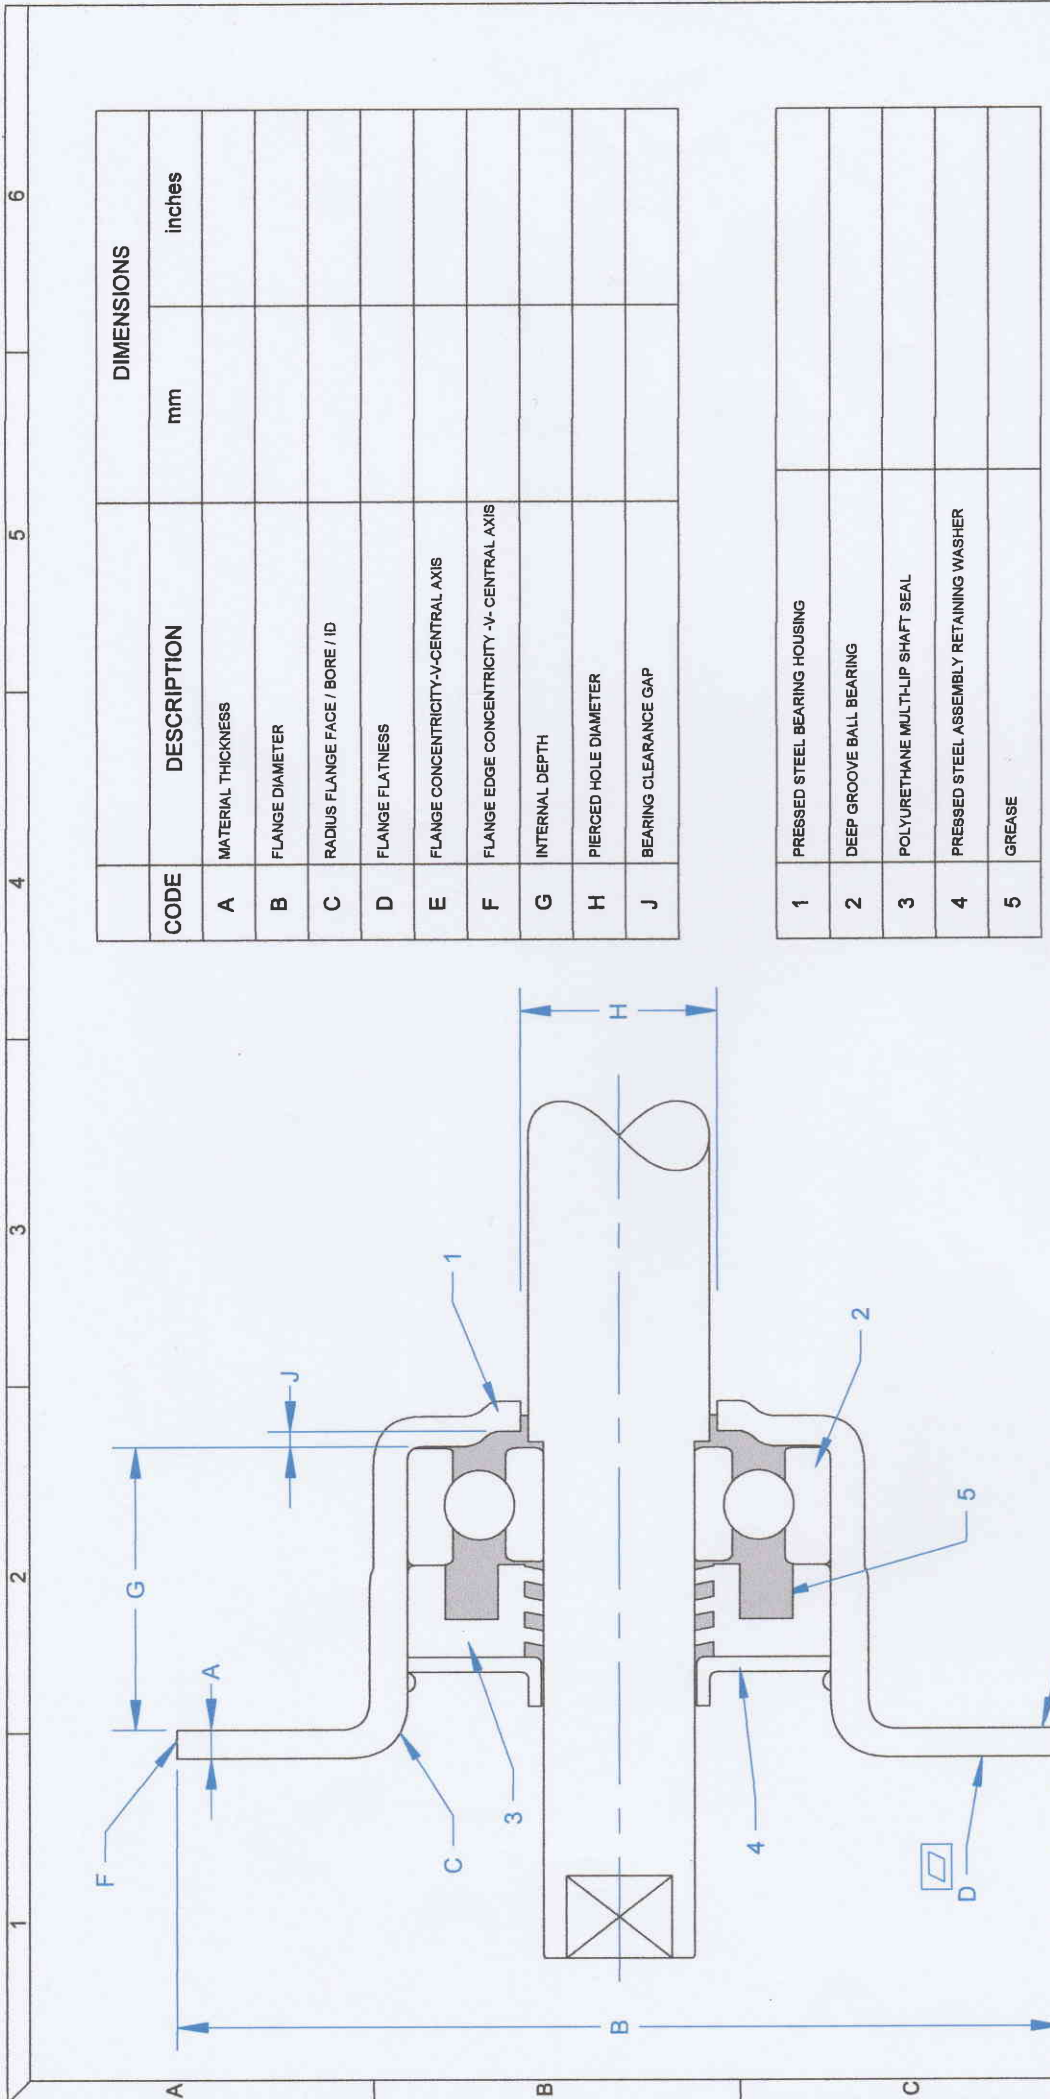 1
2
3
4
5
6
A
B
C
F
A
G
J
1
H
C
3
B
4
D
5
2
DIMENSIONS
CODE DESCRIPTION mm inches
A MATERIAL THICKNESS
B FLANGE DIAMETER
C RADIUS FLANGE FACE / BORE / ID
D FLANGE FLATNESS
E FLANGE CONCENTRICITY-V-CENTRAL AXIS
F FLANGE EDGE CONCENTRICITY -V- CENTRAL AXIS
G INTERNAL DEPTH
H PIERCED HOLE DIAMETER
J BEARING CLEARANCE GAP
1 PRESSED STEEL BEARING HOUSING
2 DEEP GROOVE BALL BEARING
3 POLYURETHANE MULTI-LIP SHAFT SEAL
4 PRESSED STEEL ASSEMBLY RETAINING WASHER
5 GREASE